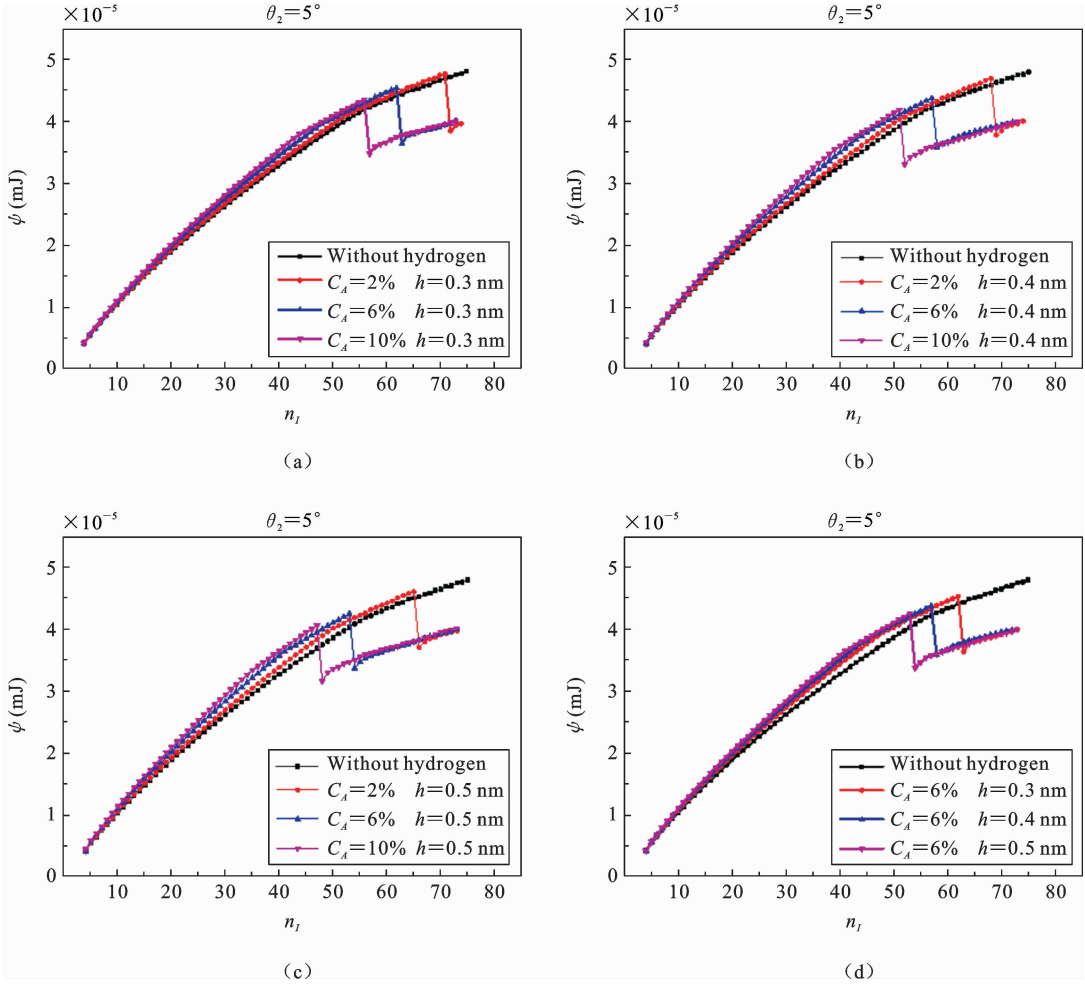 ×10⁻⁵ θ₂=5°
5
4
3
2
1
0
ψ (mJ)
Without hydrogen
C_A=2% h=0.3 nm
C_A=6% h=0.3 nm
C_A=10% h=0.3 nm
10 20 30 40 50 60 70 80
n_I
(a)
×10⁻⁵ θ₂=5°
5
4
3
2
1
0
ψ (mJ)
Without hydrogen
C_A=2% h=0.4 nm
C_A=6% h=0.4 nm
C_A=10% h=0.4 nm
10 20 30 40 50 60 70 80
n_I
(b)
×10⁻⁵ θ₂=5°
5
4
3
2
1
0
ψ (mJ)
Without hydrogen
C_A=2% h=0.5 nm
C_A=6% h=0.5 nm
C_A=10% h=0.5 nm
10 20 30 40 50 60 70 80
n_I
(c)
×10⁻⁵ θ₂=5°
5
4
3
2
1
0
ψ (mJ)
Without hydrogen
C_A=6% h=0.3 nm
C_A=6% h=0.4 nm
C_A=6% h=0.5 nm
10 20 30 40 50 60 70 80
n_I
(d)